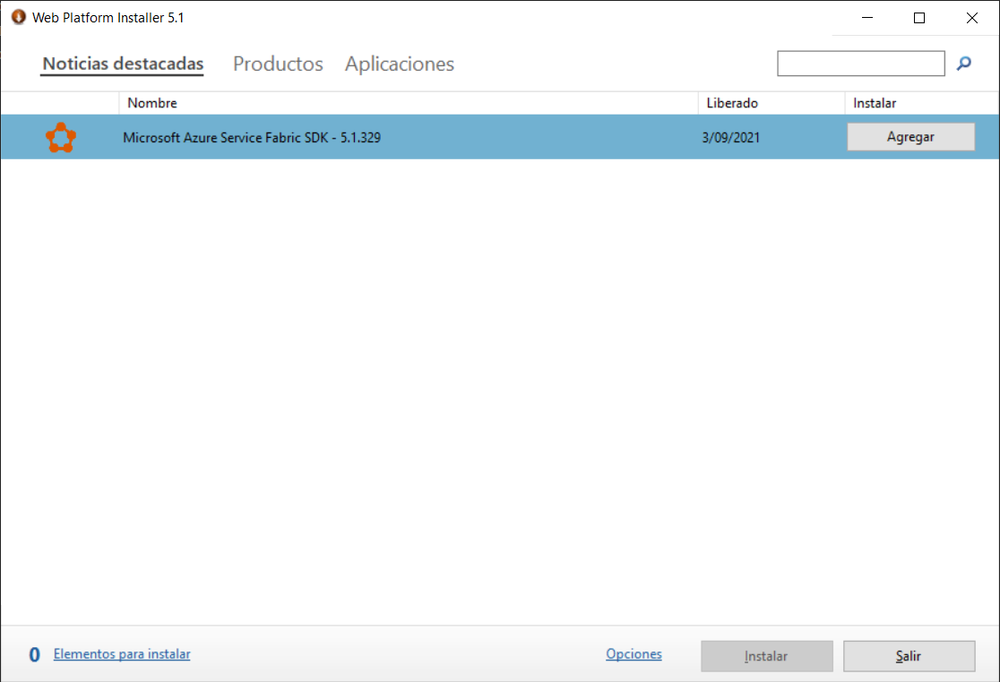 Web Platform Installer 5.1
Noticias destacadas Productos Aplicaciones
Nombre Liberado Instalar
Microsoft Azure Service Fabric SDK - 5.1.329 3/09/2021 Agregar
0 Elementos para instalar Opciones Instalar Salir